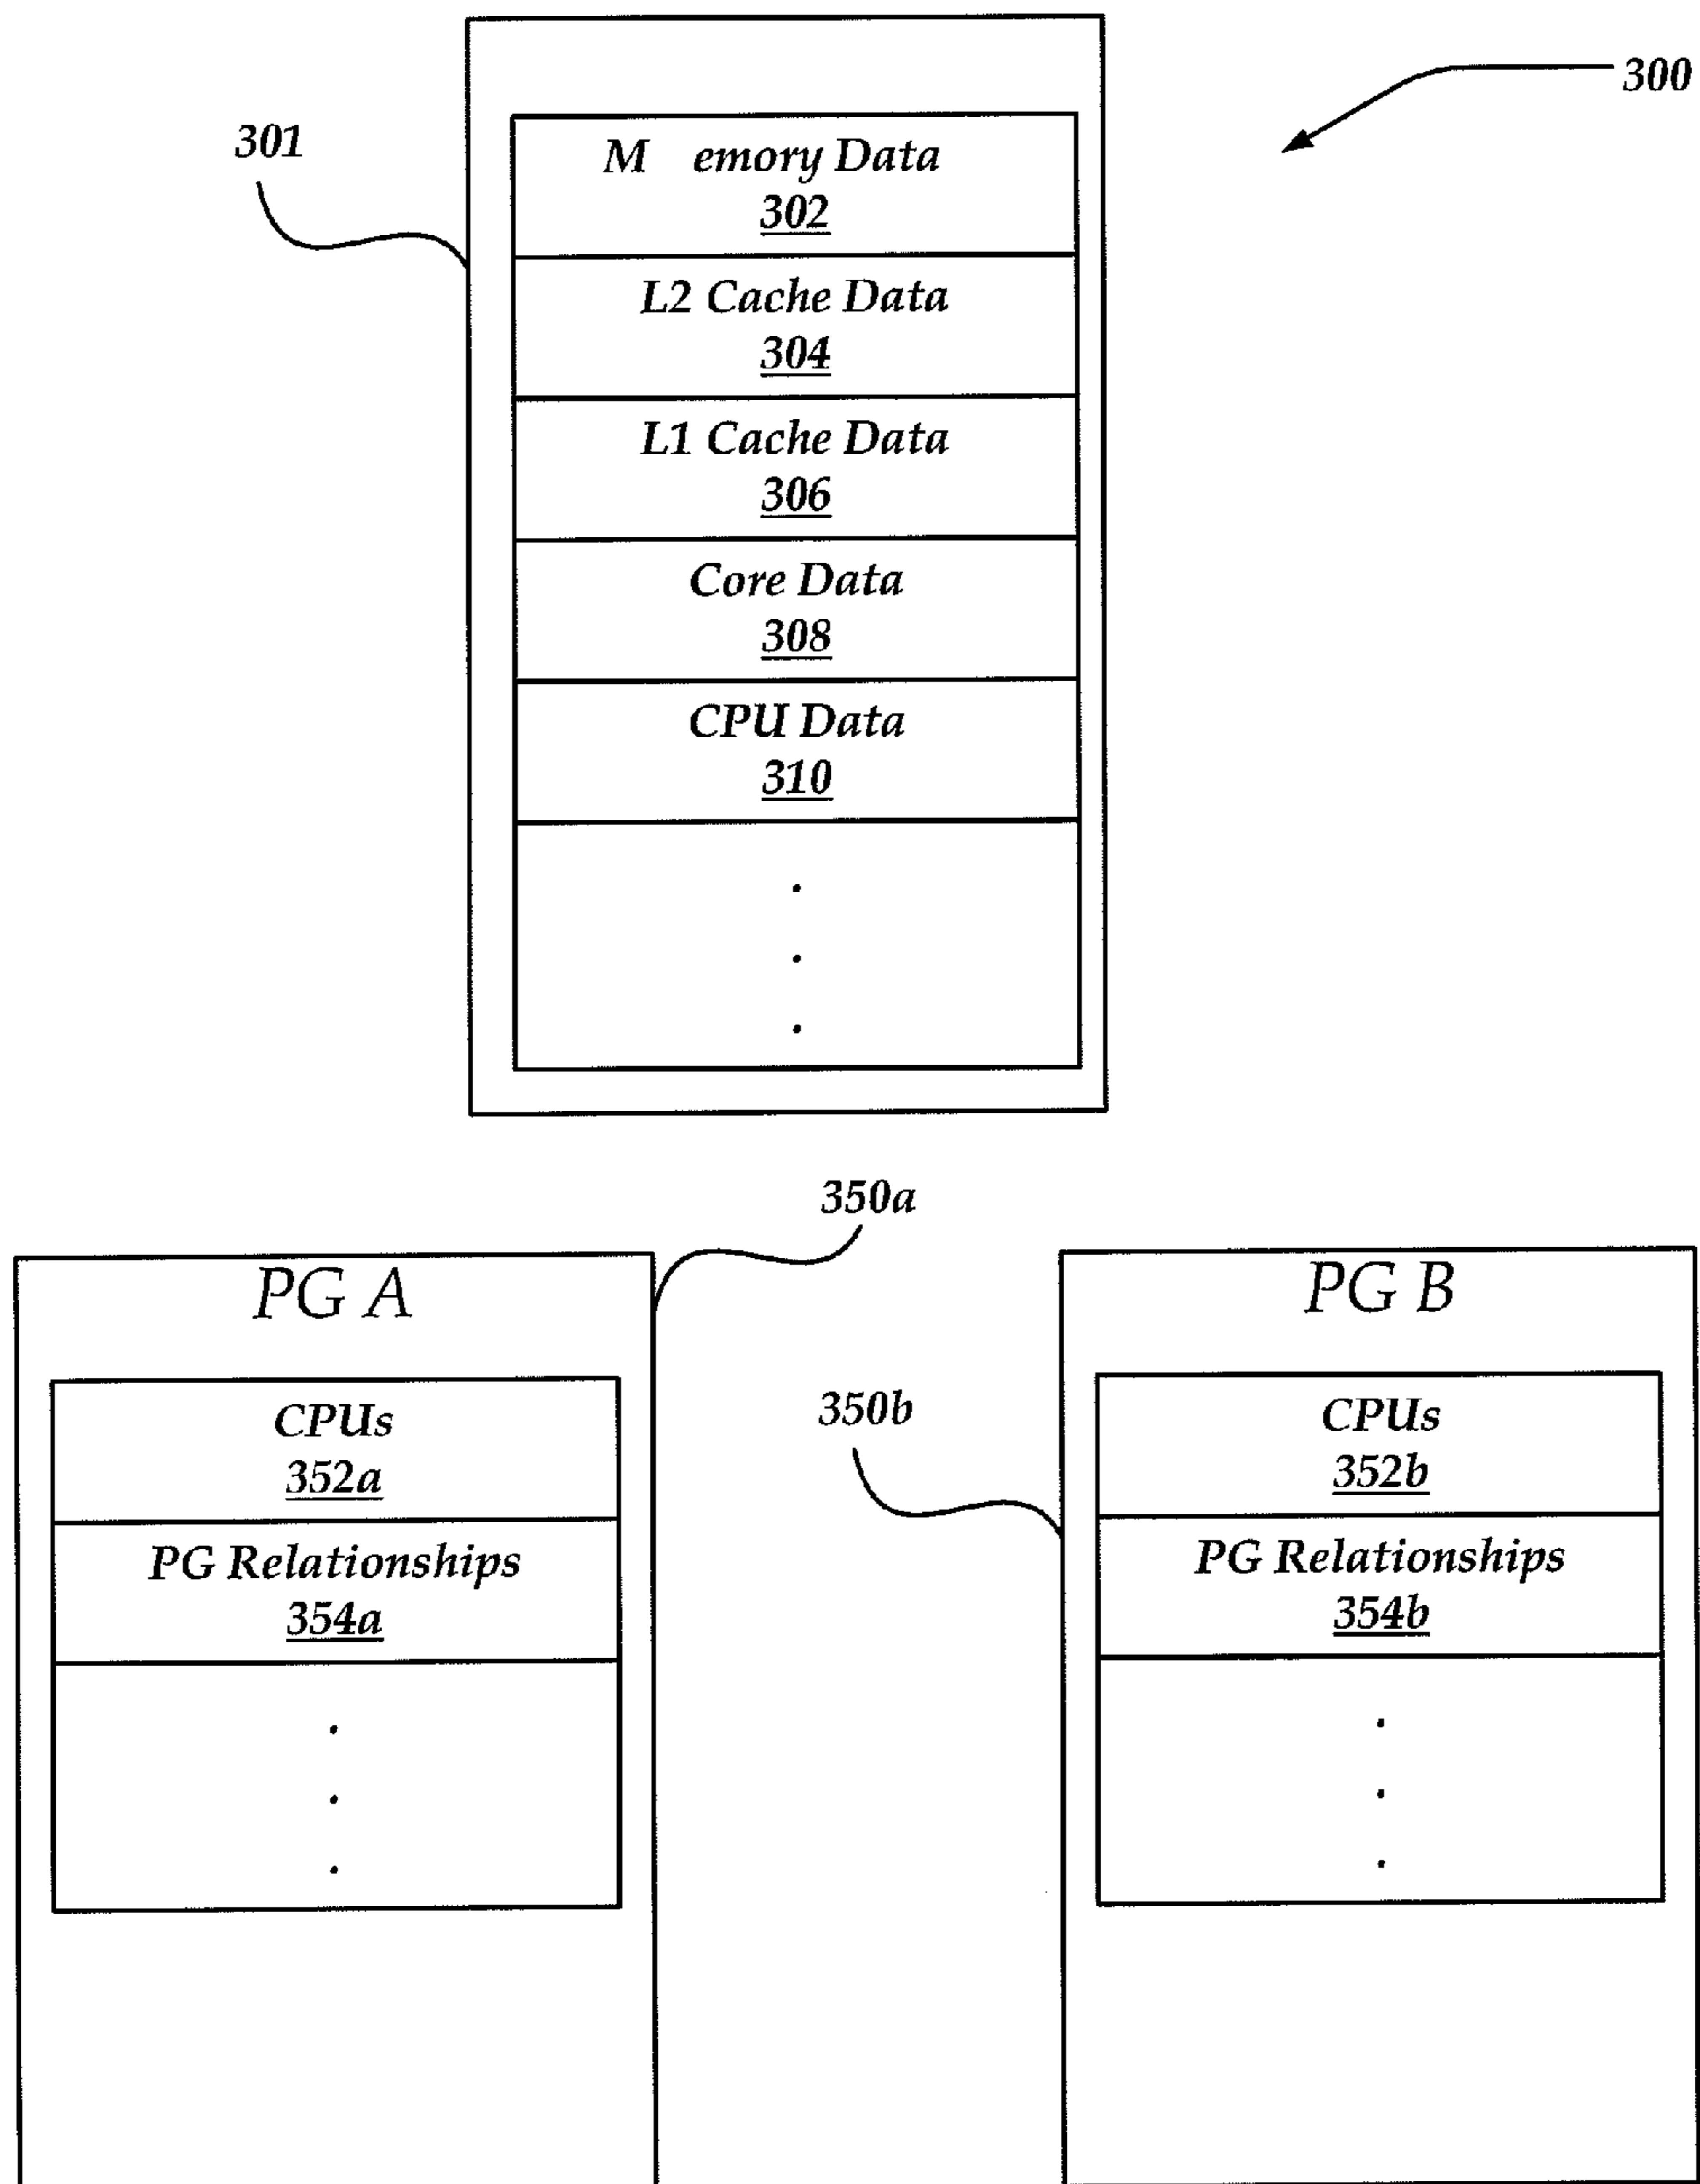 300
301
M emory Data
302
L2 Cache Data
304
L1 Cache Data
306
Core Data
308
CPU Data
310
.
.
.
350a
PG A
CPUs
352a
PG Relationships
354a
.
.
.
350b
PG B
CPUs
352b
PG Relationships
354b
.
.
.